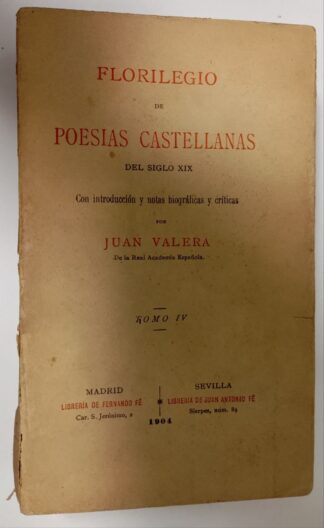 FLORILEGIO
DE
POESIAS CASTELLANAS
DEL SIGLO XIX
Con introducción y notas biográficas y críticas
POR
JUAN VALERA
De la Real Academia Española.
TOMO IV
MADRID
LIBRERÍA DE FERNANDO FÉ
Car. S. Jerónimo, 2
SEVILLA
LIBRERÍA DE JUAN ANTONIO FÉ
Sierpes, núm. 89
1904